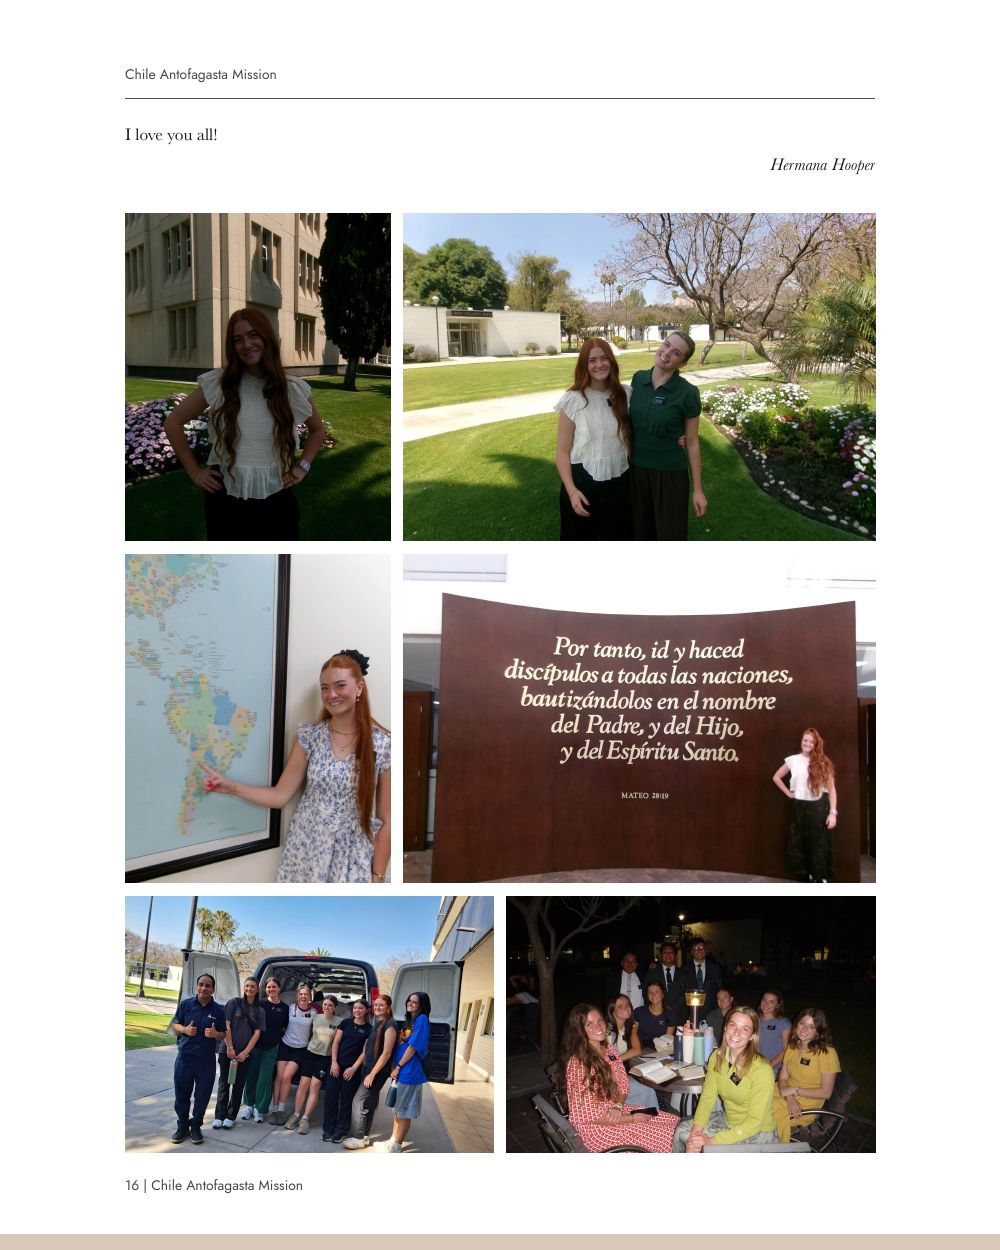 Chile Antofagasta Mission
I love you all!
Hermana Hooper
Por tanto, id y haced
discípulos a todas las naciones,
bautizándolos en el nombre
del Padre, y del Hijo,
y del Espíritu Santo.
MATEO 28:19
16 | Chile Antofagasta Mission